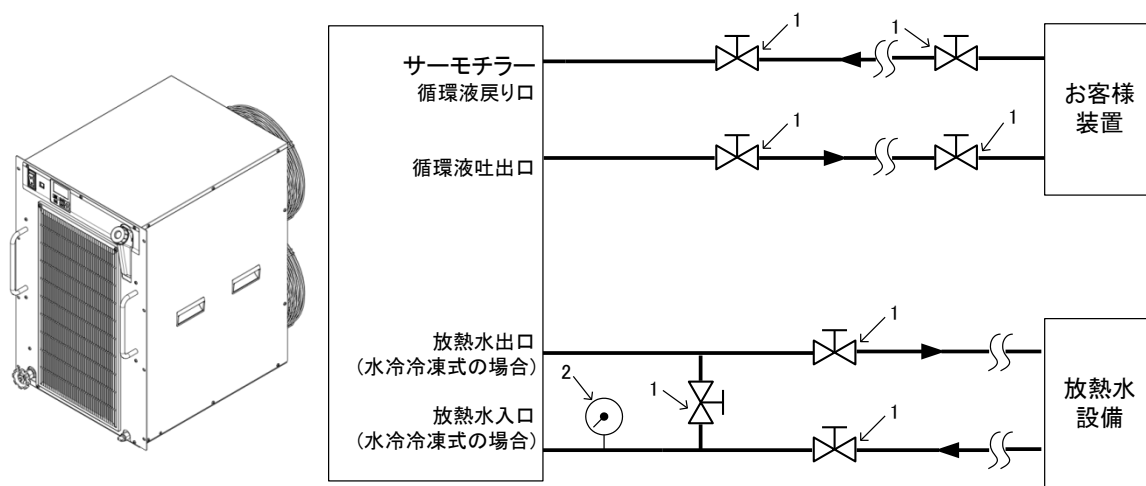 サーモチラー
循環液戻り口
循環液吐出口
放熱水出口
(水冷冷凍式の場合)
放熱水入口
(水冷冷凍式の場合)
1
1
1
1
お客様
装置
1
2
1
1
放熱水
設備